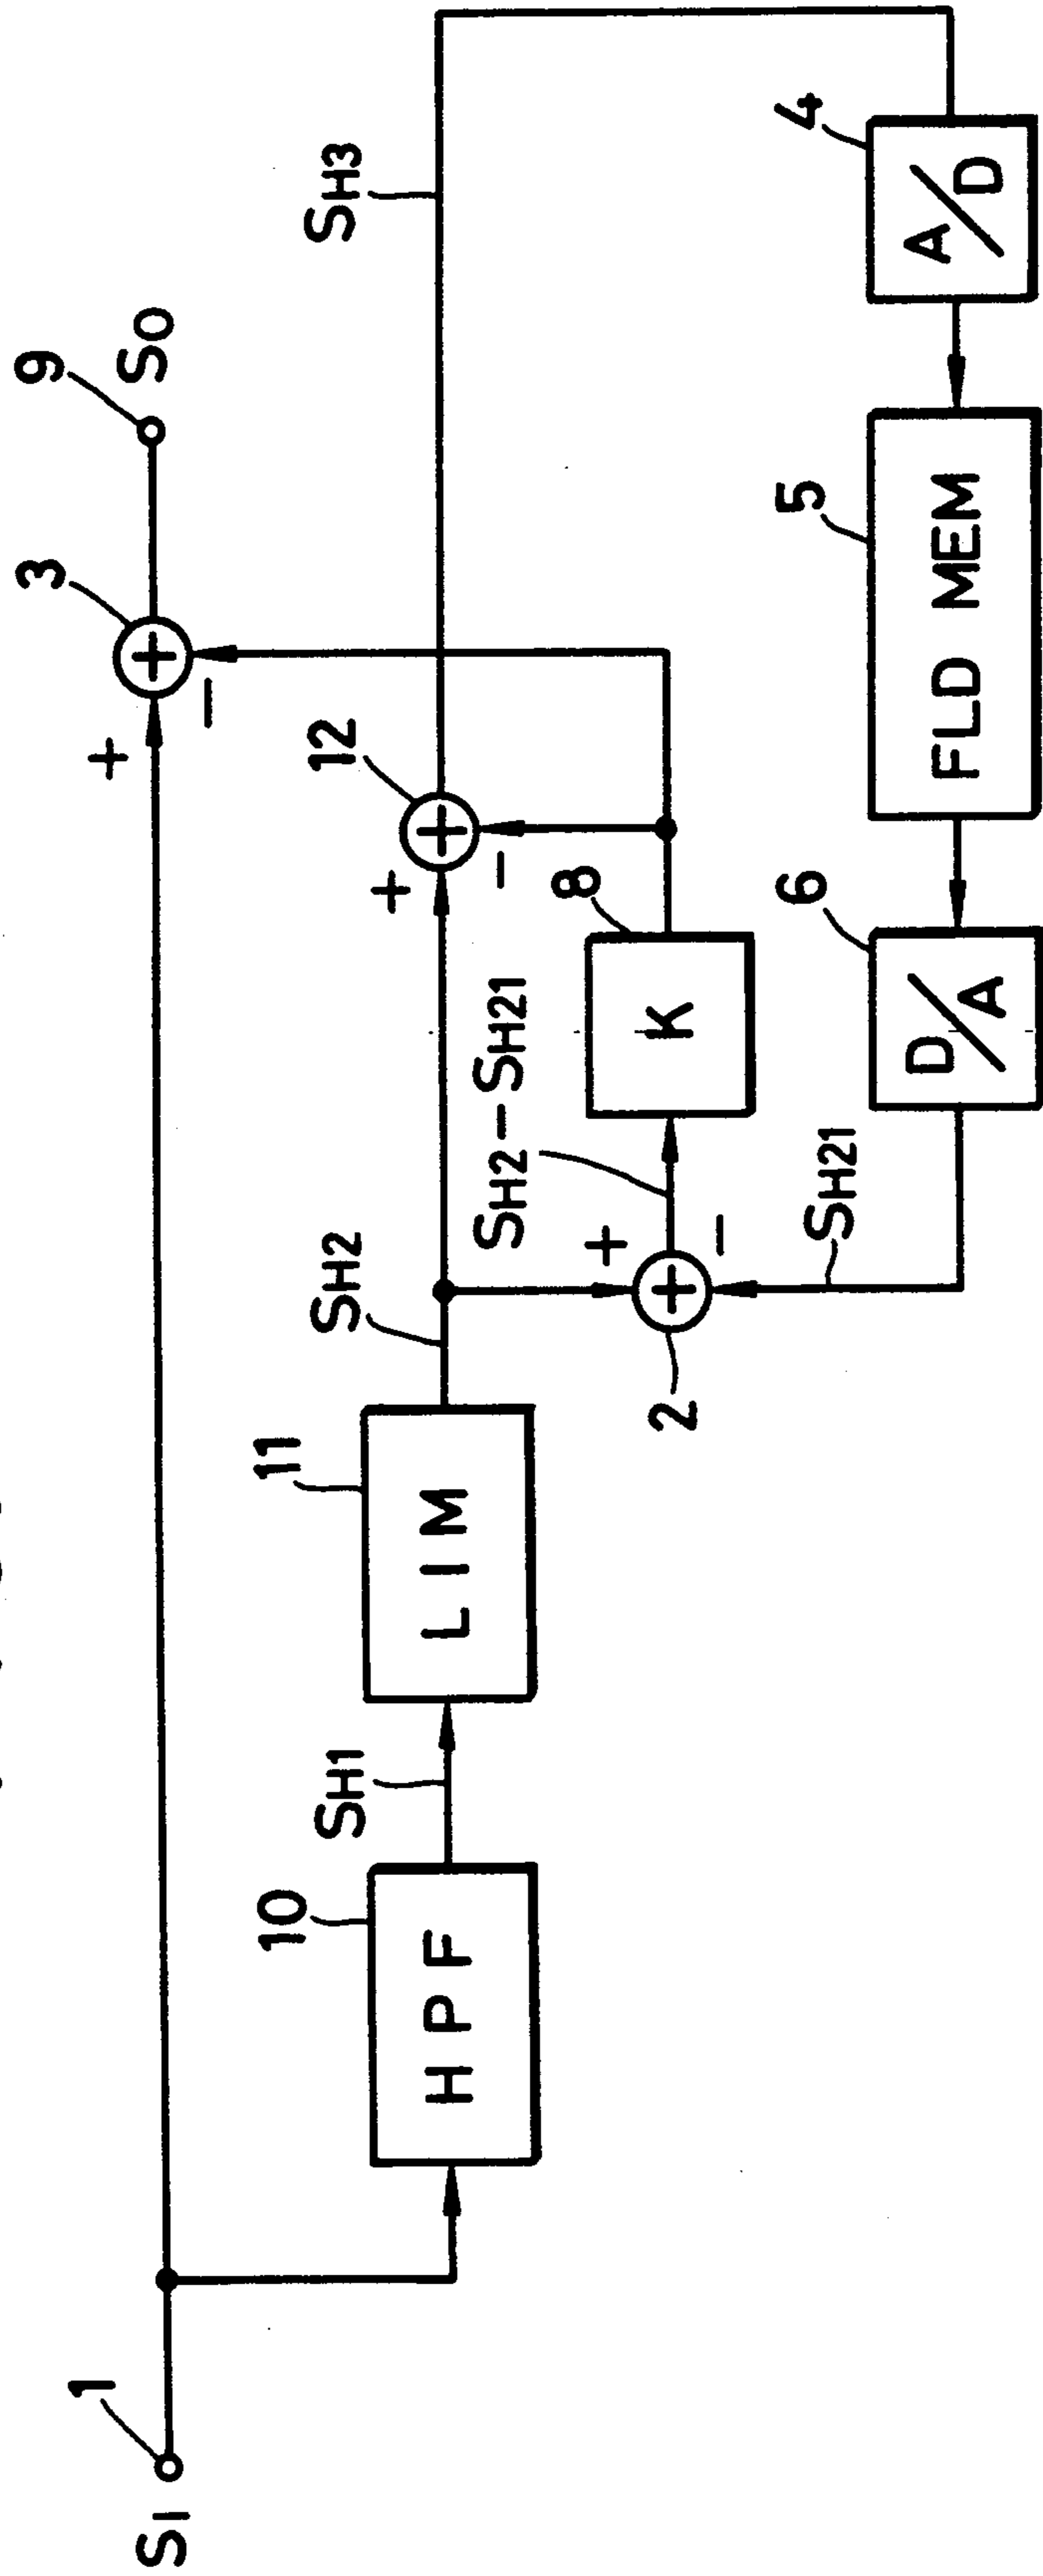 1
SI
3
9
SO
+
+
−
10
HPF
SH1
11
LIM
SH2
+
12
+
−
SH3
SH2−SH21
8
K
+
+
−
2
SH21
6
D/A
5
FLD MEM
4
A/D